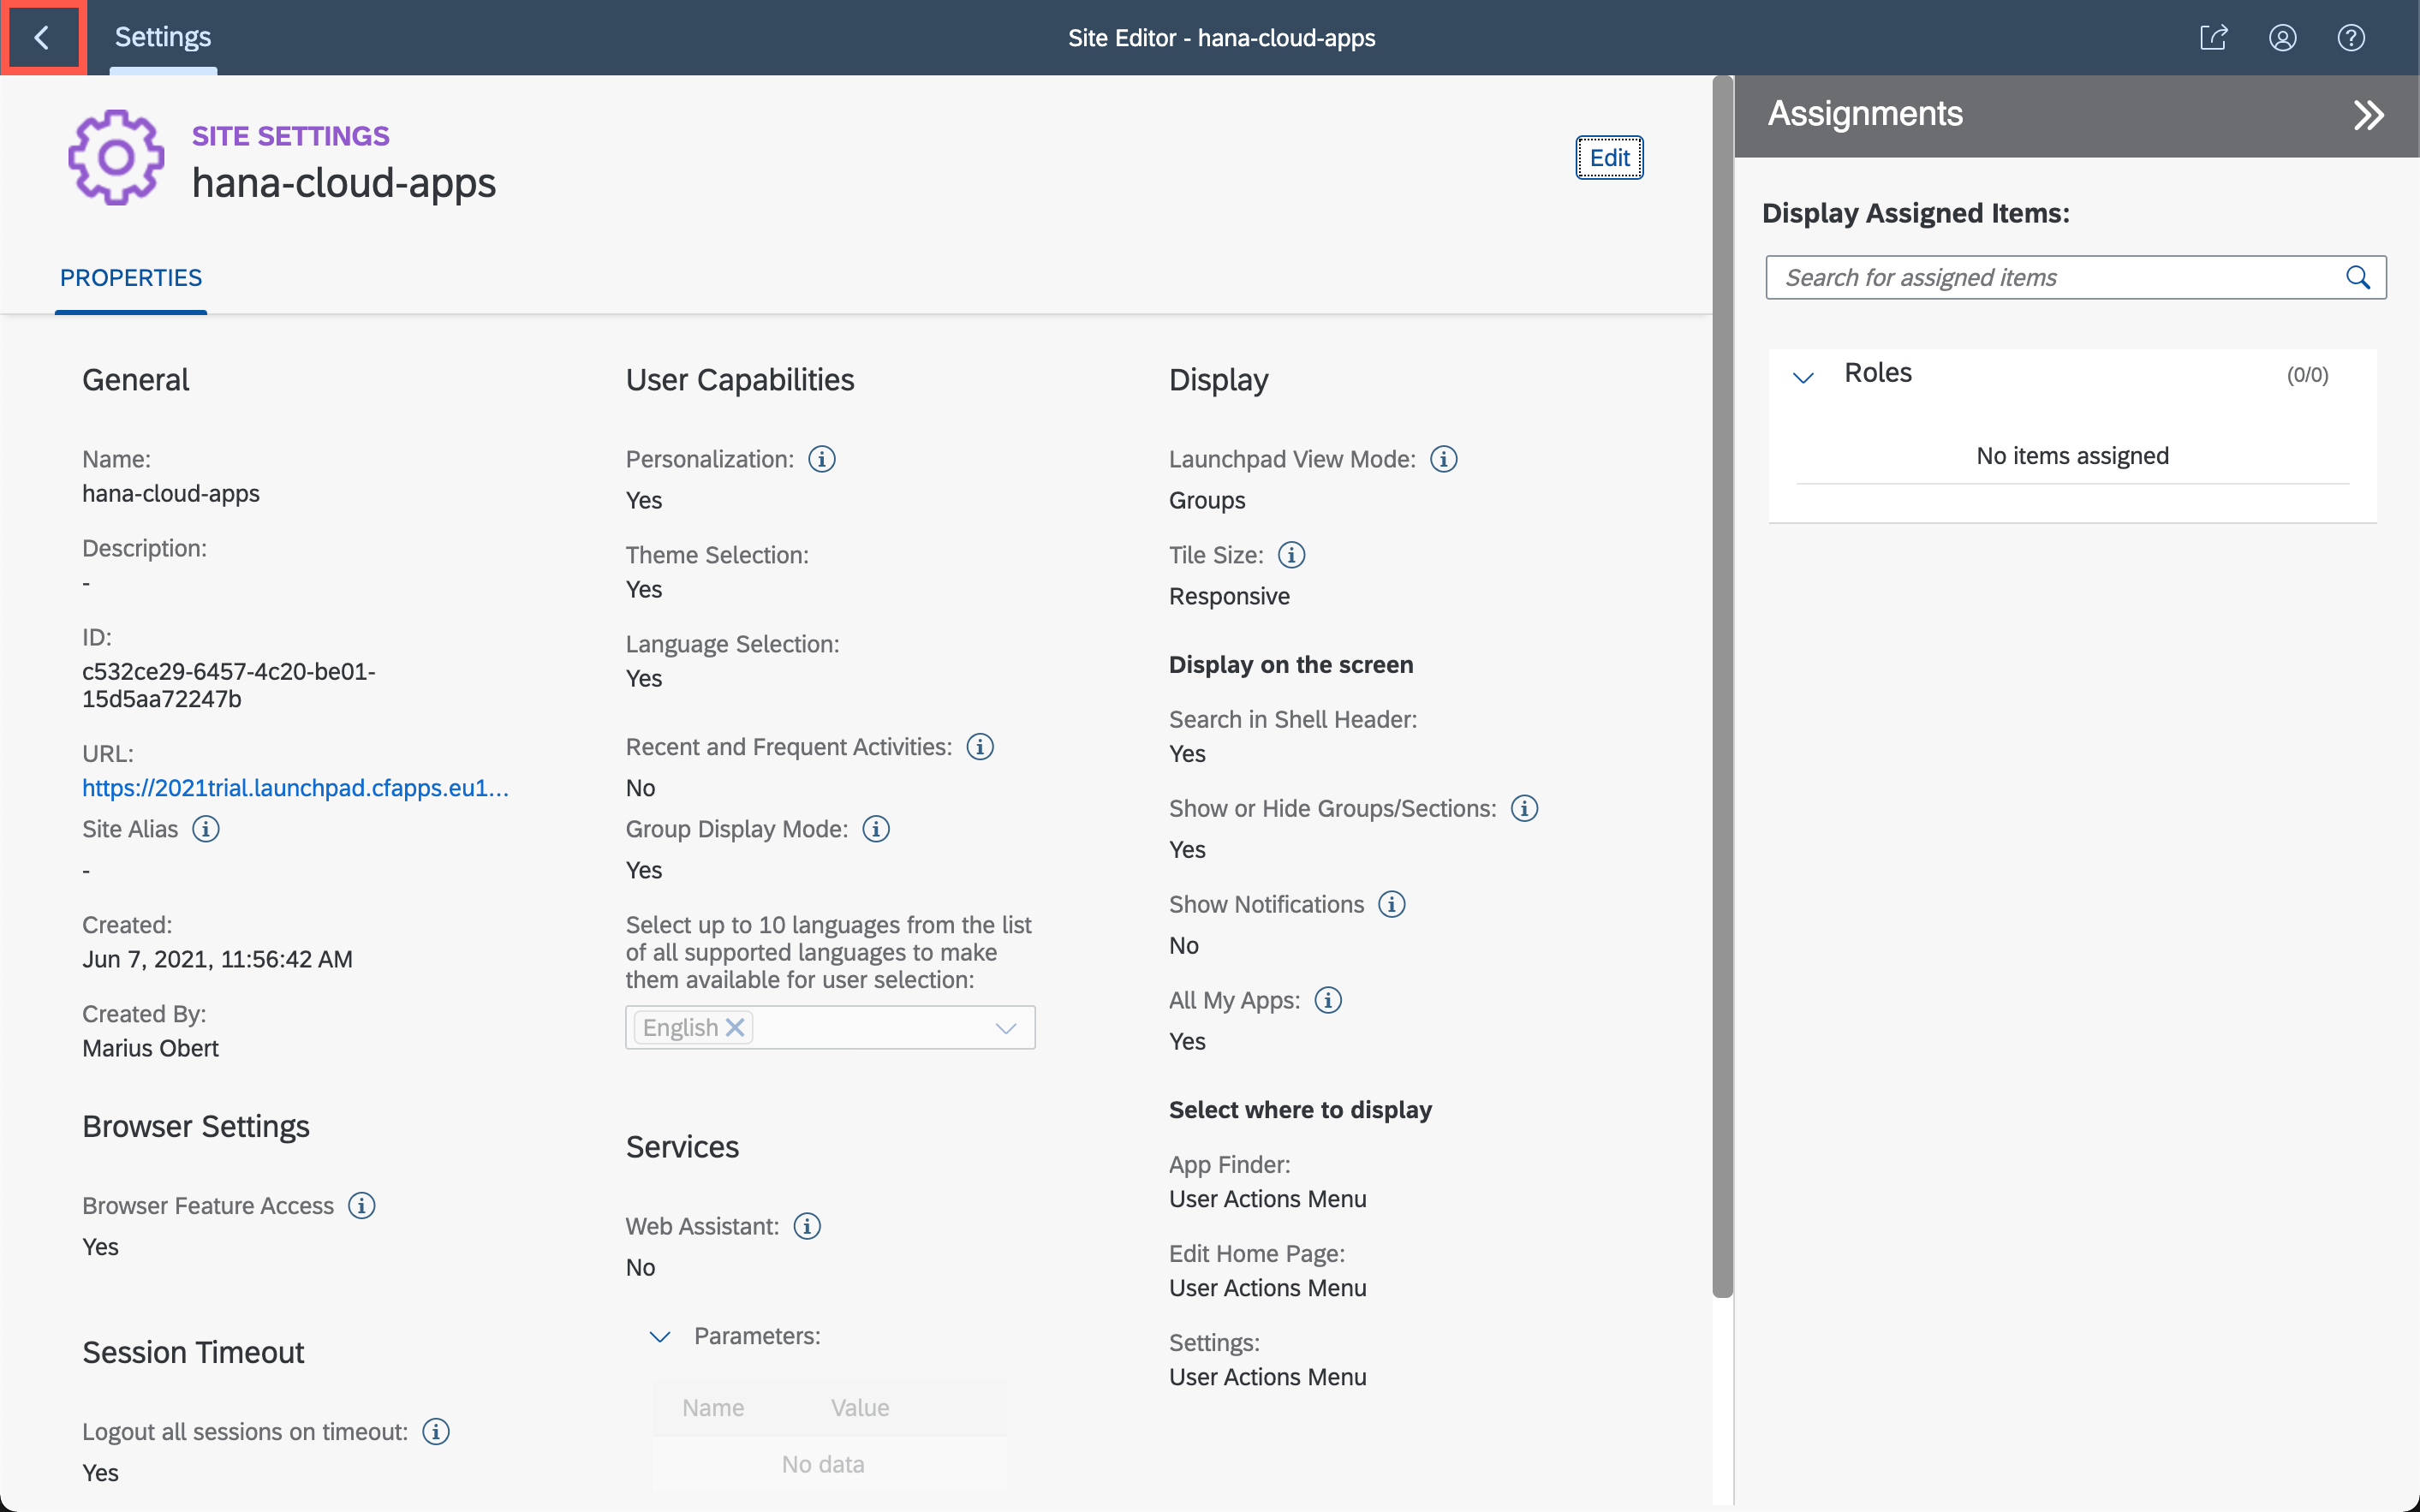 Settings
Site Editor - hana-cloud-apps
SITE SETTINGS
hana-cloud-apps
Edit
PROPERTIES
General
Name:
hana-cloud-apps
Description:
-
ID:
c532ce29-6457-4c20-be01-
15d5aa72247b
URL:
https://2021trial.launchpad.cfapps.eu1...
Site Alias
-
Created:
Jun 7, 2021, 11:56:42 AM
Created By:
Marius Obert
Browser Settings
Browser Feature Access
Yes
Session Timeout
Logout all sessions on timeout:
Yes
User Capabilities
Personalization:
Yes
Theme Selection:
Yes
Language Selection:
Yes
Recent and Frequent Activities:
No
Group Display Mode:
Yes
Select up to 10 languages from the list
of all supported languages to make
them available for user selection:
English
Services
Web Assistant:
No
Parameters:
Name Value
No data
Display
Launchpad View Mode:
Groups
Tile Size:
Responsive
Display on the screen
Search in Shell Header:
Yes
Show or Hide Groups/Sections:
Yes
Show Notifications
No
All My Apps:
Yes
Select where to display
App Finder:
User Actions Menu
Edit Home Page:
User Actions Menu
Settings:
User Actions Menu
Assignments
Display Assigned Items:
Search for assigned items
Roles (0/0)
No items assigned